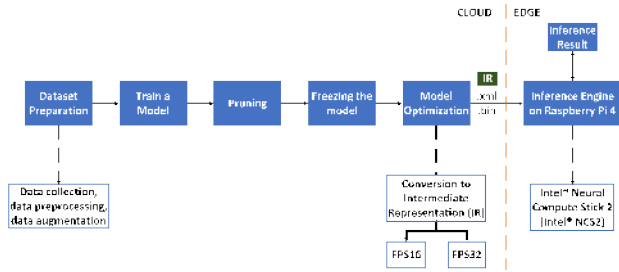 CLOUD
EDGE
Inference
Result
IR
Dataset
Preparation
Train a
Model
Pruning
Freezing the
model
Model
Optimization
.xml
.bin
Inference Engine
on Raspberry Pi 4
Data collection,
data preprocessing,
data augmentation
Conversion to
Intermediate
Representation (IR)
FPS16
FPS32
Intel® Neural
Compute Stick 2
(Intel® NCS2)